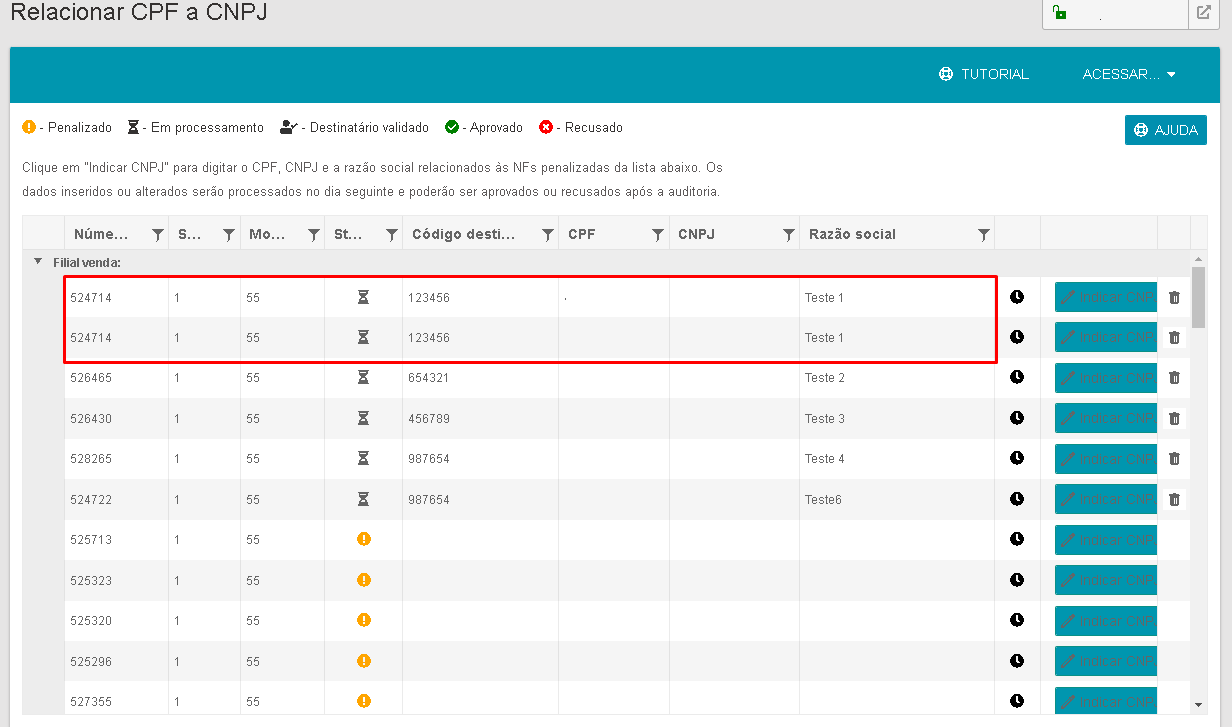 Relacionar CPF a CNPJ
TUTORIAL ACESSAR...
- Penalizado - Em processamento - Destinatário validado - Aprovado - Recusado
AJUDA
Clique em "Indicar CNPJ" para digitar o CPF, CNPJ e a razão social relacionados às NFs penalizadas da lista abaixo. Os
dados inseridos ou alterados serão processados no dia seguinte e poderão ser aprovados ou recusados após a auditoria.
Núme... S... Mo... St... Código desti... CPF CNPJ Razão social
Filial venda:
524714 1 55 123456 Teste 1 Indicar CNP
524714 1 55 123456 Teste 1 Indicar CNP
526465 1 55 654321 Teste 2 Indicar CNP
526430 1 55 456789 Teste 3 Indicar CNP
528265 1 55 987654 Teste 4 Indicar CNP
524722 1 55 987654 Teste6 Indicar CNP
525713 1 55 Indicar CNP
525323 1 55 Indicar CNP
525320 1 55 Indicar CNP
525296 1 55 Indicar CNP
527355 1 55 Indicar CNP